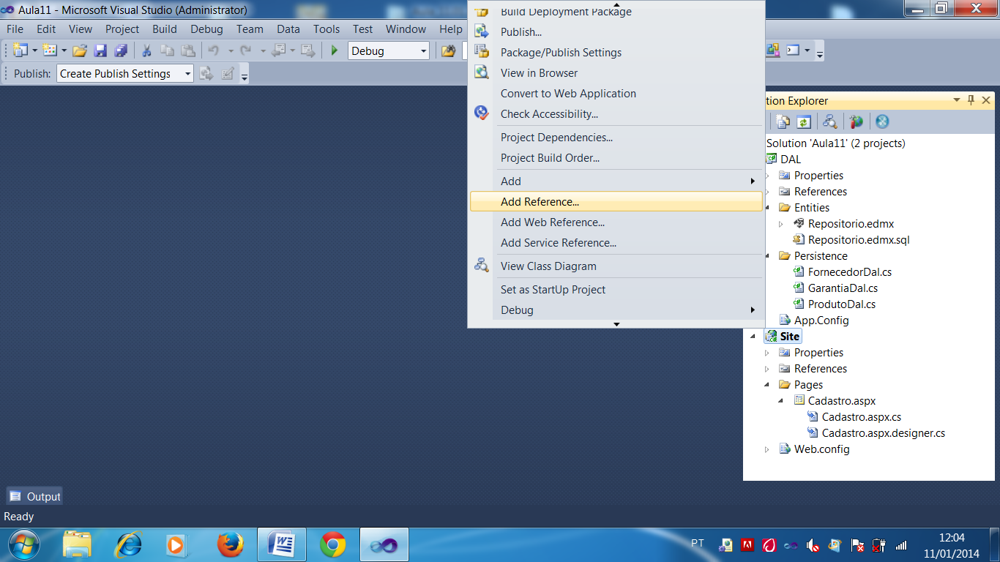 Aula11 - Microsoft Visual Studio (Administrator)
File Edit View Project Build Debug Team Data Tools Test Window Help
Debug
Publish: Create Publish Settings
Build Deployment Package
Publish...
Package/Publish Settings
View in Browser
Convert to Web Application
Check Accessibility...
Project Dependencies...
Project Build Order...
Add
Add Reference...
Add Web Reference...
Add Service Reference...
View Class Diagram
Set as StartUp Project
Debug
tion Explorer
Solution 'Aula11' (2 projects)
DAL
Properties
References
Entities
Repositorio.edmx
Repositorio.edmx.sql
Persistence
FornecedorDal.cs
GarantiaDal.cs
ProdutoDal.cs
App.Config
Site
Properties
References
Pages
Cadastro.aspx
Cadastro.aspx.cs
Cadastro.aspx.designer.cs
Web.config
Output
Ready
PT
12:04
11/01/2014